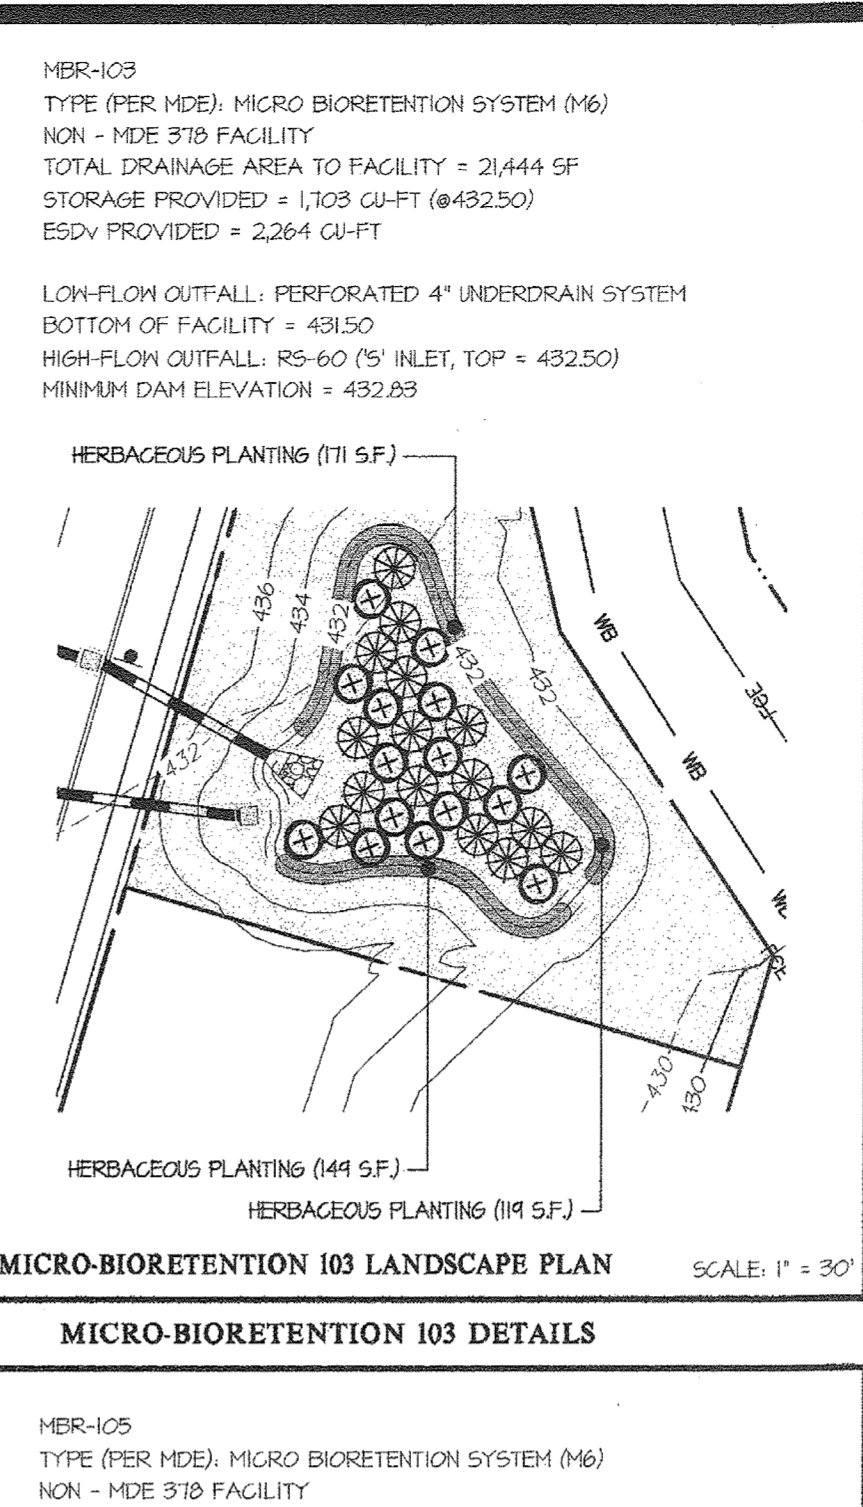 MBR-103
TYPE (PER MDE): MICRO BIORETENTION SYSTEM (M6)
NON - MDE 378 FACILITY
TOTAL DRAINAGE AREA TO FACILITY = 21,444 SF
STORAGE PROVIDED = 1,703 CU-FT (@432.50)
ESDv PROVIDED = 2,264 CU-FT
LOW-FLOW OUTFALL: PERFORATED 4" UNDERDRAIN SYSTEM
BOTTOM OF FACILITY = 431.50
HIGH-FLOW OUTFALL: RS-60 ('S' INLET, TOP = 432.50)
MINIMUM DAM ELEVATION = 432.83
HERBACEOUS PLANTING (171 S.F.)
436
434
432
432
432
432
WB
FGE
WB
FGE
430
430
HERBACEOUS PLANTING (149 S.F.)
HERBACEOUS PLANTING (119 S.F.)
MICRO-BIORETENTION 103 LANDSCAPE PLAN
SCALE: 1" = 30'
MICRO-BIORETENTION 103 DETAILS
MBR-105
TYPE (PER MDE): MICRO BIORETENTION SYSTEM (M6)
NON - MDE 378 FACILITY